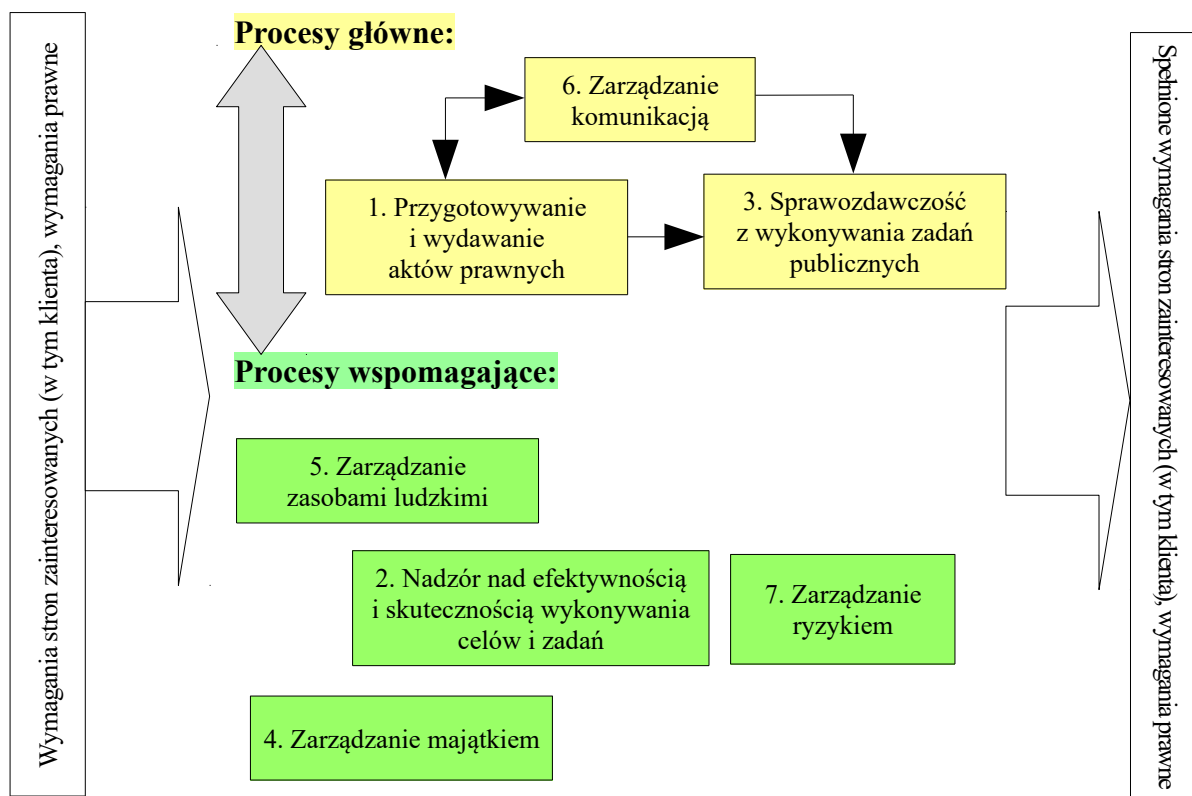 Wymagania stron zainteresowanych (w tym klienta), wymagania prawne
Procesy główne:
6. Zarządzanie
komunikacją
1. Przygotowywanie
i wydawanie
aktów prawnych
3. Sprawozdawczość
z wykonywania zadań
publicznych
Procesy wspomagające:
5. Zarządzanie
zasobami ludzkimi
2. Nadzór nad efektywnością
i skutecznością wykonywania
celów i zadań
7. Zarządzanie
ryzykiem
4. Zarządzanie majątkiem
Spełnione wymagania stron zainteresowanych (w tym klienta), wymagania prawne